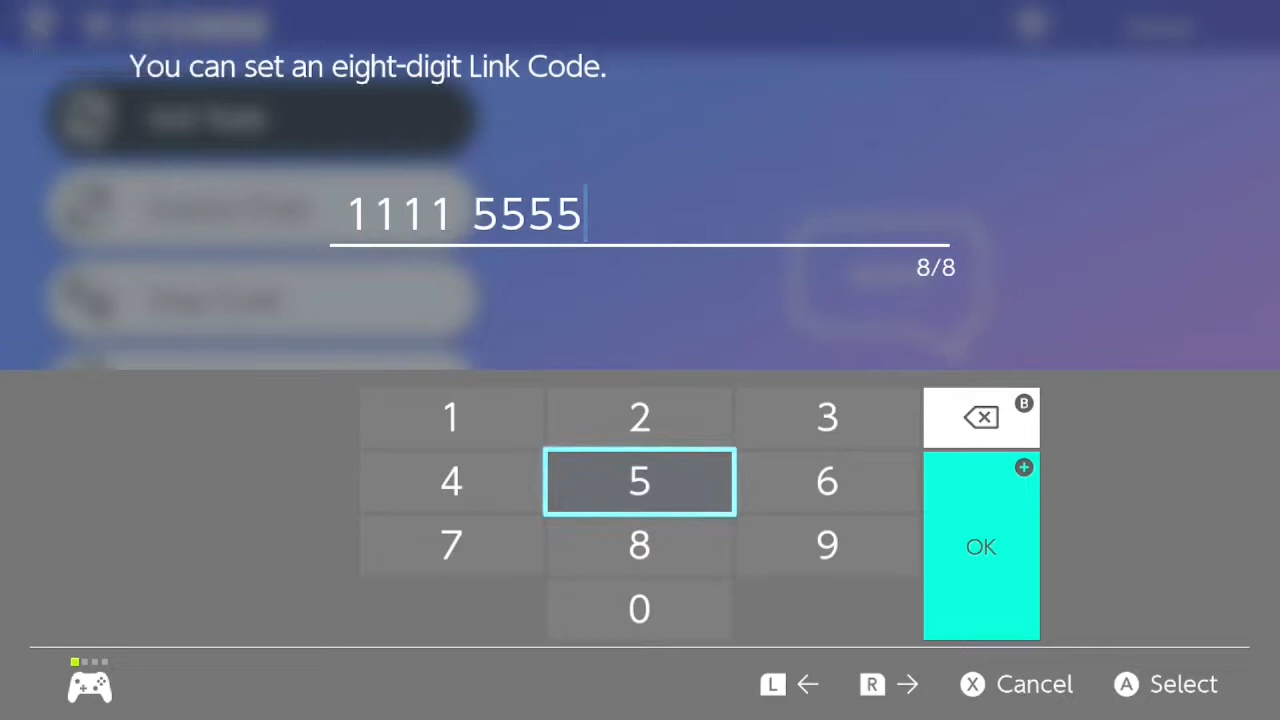 You can set an eight-digit Link Code.
1111 5555
8/8
1 2 3
B
4 5 6
+
7 8 9
OK
0
L ← R → X Cancel A Select